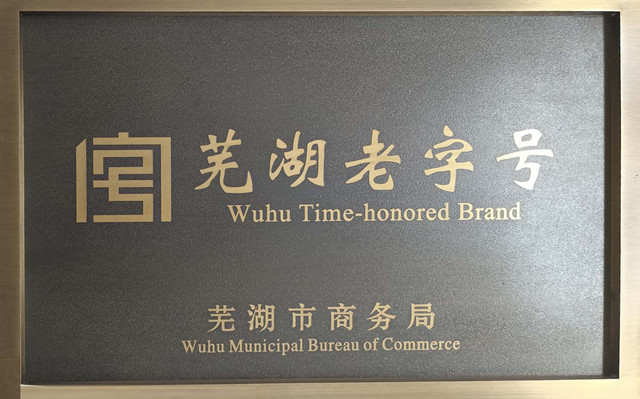 芜湖老字号
Wuhu Time-honored Brand
芜湖市商务局
Wuhu Municipal Bureau of Commerce